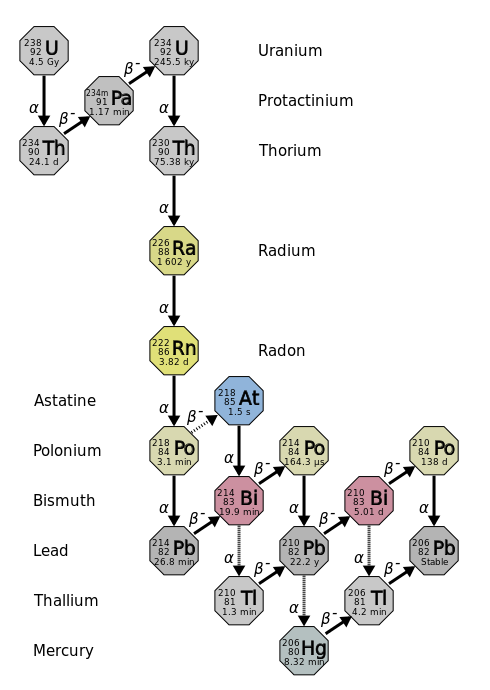 238
92 U
4.5 Gy
234
92 U
245.5 ky
Uranium
β⁻
234m
91 Pa
1.17 min
Protactinium
α
β⁻
α
234
90 Th
24.1 d
230
90 Th
75.38 ky
Thorium
α
226
88 Ra
1 602 y
Radium
α
222
86 Rn
3.82 d
Radon
Astatine
α
β⁻
218
85 At
1.5 s
Polonium
218
84 Po
3.1 min
α
β⁻
214
84 Po
164.3 µs
β⁻
210
84 Po
138 d
Bismuth
α
β⁻
214
83 Bi
19.9 min
α
β⁻
210
83 Bi
5.01 d
α
Lead
214
82 Pb
26.8 min
α
β⁻
210
82 Pb
22.2 y
α
β⁻
206
82 Pb
Stable
Thallium
210
81 Tl
1.3 min
α
β⁻
206
81 Tl
4.2 min
Mercury
206
80 Hg
8.32 min